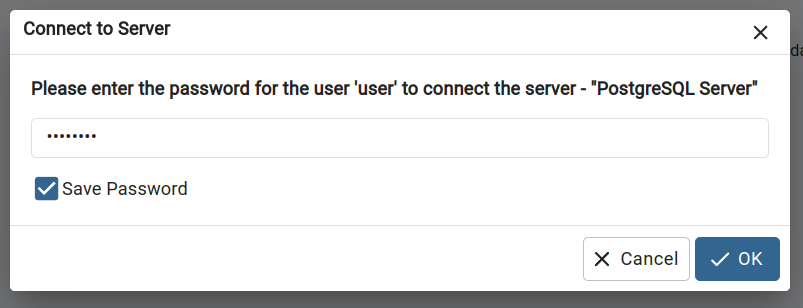 Connect to Server
Please enter the password for the user 'user' to connect the server - "PostgreSQL Server"
••••••••
Save Password
Cancel
OK